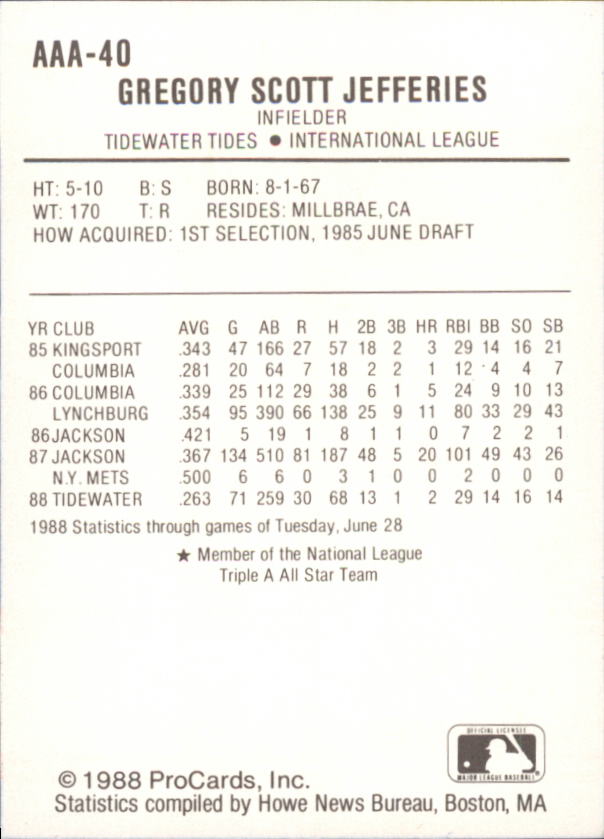 AAA-40
GREGORY SCOTT JEFFERIES
INFIELDER
TIDEWATER TIDES ● INTERNATIONAL LEAGUE
HT: 5-10 B: S BORN: 8-1-67
WT: 170 T: R RESIDES: MILLBRAE, CA
HOW ACQUIRED: 1ST SELECTION, 1985 JUNE DRAFT
YR CLUB AVG G AB R H 2B 3B HR RBI BB SO SB
85 KINGSPORT .343 47 166 27 57 18 2 3 29 14 16 21
COLUMBIA .281 20 64 7 18 2 2 1 12 4 4 7
86 COLUMBIA .339 25 112 29 38 6 1 5 24 9 10 13
LYNCHBURG .354 95 390 66 138 25 9 11 80 33 29 43
86 JACKSON .421 5 19 1 8 1 1 0 7 2 2 1
87 JACKSON .367 134 510 81 187 48 5 20 101 49 43 26
N.Y. METS .500 6 6 0 3 1 0 0 2 0 0 0
88 TIDEWATER .263 71 259 30 68 13 1 2 29 14 16 14
1988 Statistics through games of Tuesday, June 28
★ Member of the National League
Triple A All Star Team
OFFICIAL LICENSEE
MAJOR LEAGUE BASEBALL
© 1988 ProCards, Inc.
Statistics compiled by Howe News Bureau, Boston, MA